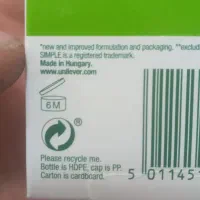 *new and improved formulation and packaging. **exclud
SIMPLE is a registered trademark.
Made in Hungary.
www.unilever.com
6M
Please recycle me.
Bottle is HDPE, cap is PP.
Carton is cardboard.
5 011451